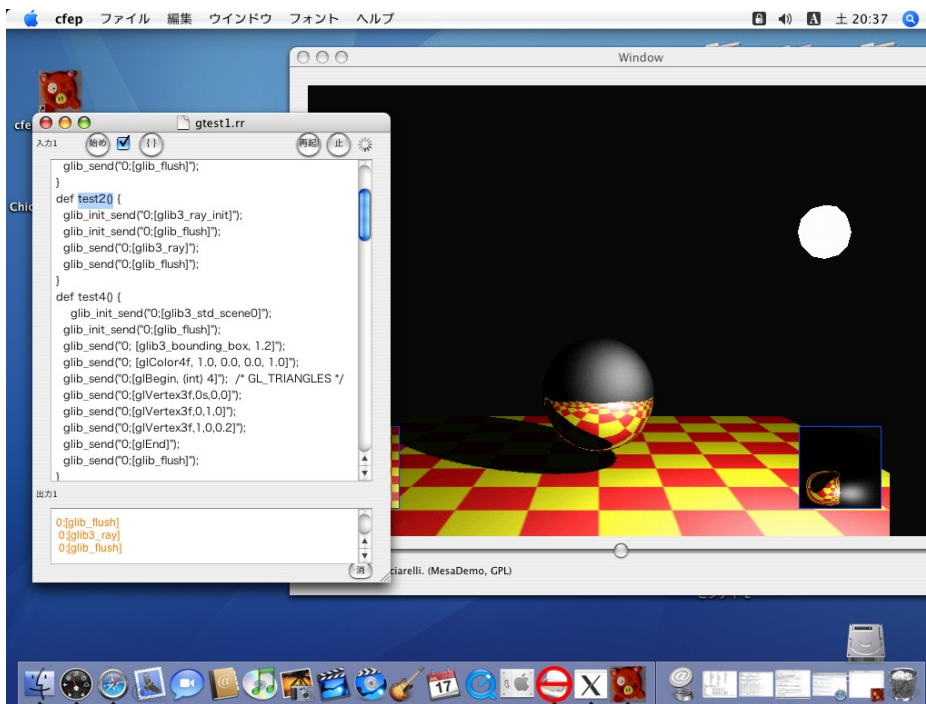 cfep ファイル 編集 ウインドウ フォント ヘルプ
A 土 20:37
Window
cfe
Chic
gtest1.rr
入力1 始め { } 再起 止
glib_send("0;[glib_flush]");
}
def test2() {
glib_init_send("0;[glib3_ray_init]");
glib_init_send("0;[glib_flush]");
glib_send("0;[glib3_ray]");
glib_send("0;[glib_flush]");
}
def test4() {
glib_init_send("0;[glib3_std_scene0]");
glib_init_send("0;[glib_flush]");
glib_send("0; [glib3_bounding_box, 1.2]");
glib_send("0; [glColor4f, 1.0, 0.0, 0.0, 1.0]");
glib_send("0;[glBegin, (int) 4]"); /* GL_TRIANGLES */
glib_send("0;[glVertex3f,0s,0,0]");
glib_send("0;[glVertex3f,0,1,0]");
glib_send("0;[glVertex3f,1,0,0.2]");
glib_send("0;[glEnd]");
glib_send("0;[glib_flush]");
}
出力1
0;[glib_flush]
0;[glib3_ray]
0;[glib_flush]
消
ciarelli. (MesaDemo, GPL)
17
X